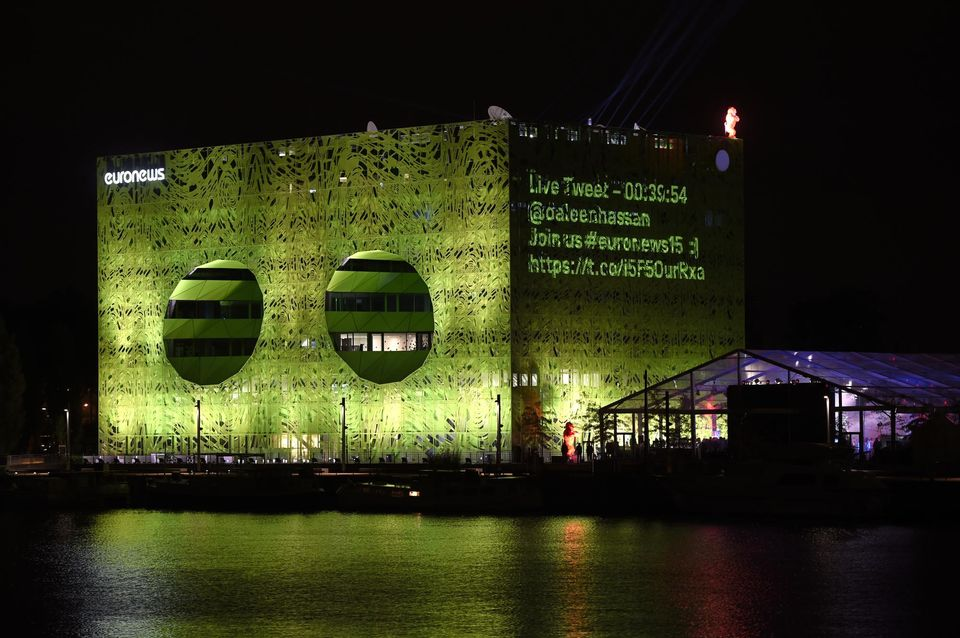 euronews
Live Tweet - 00:39:54
@daleenhassan
Join us #euronews15 :)
https://t.co/i5F5OurRxa